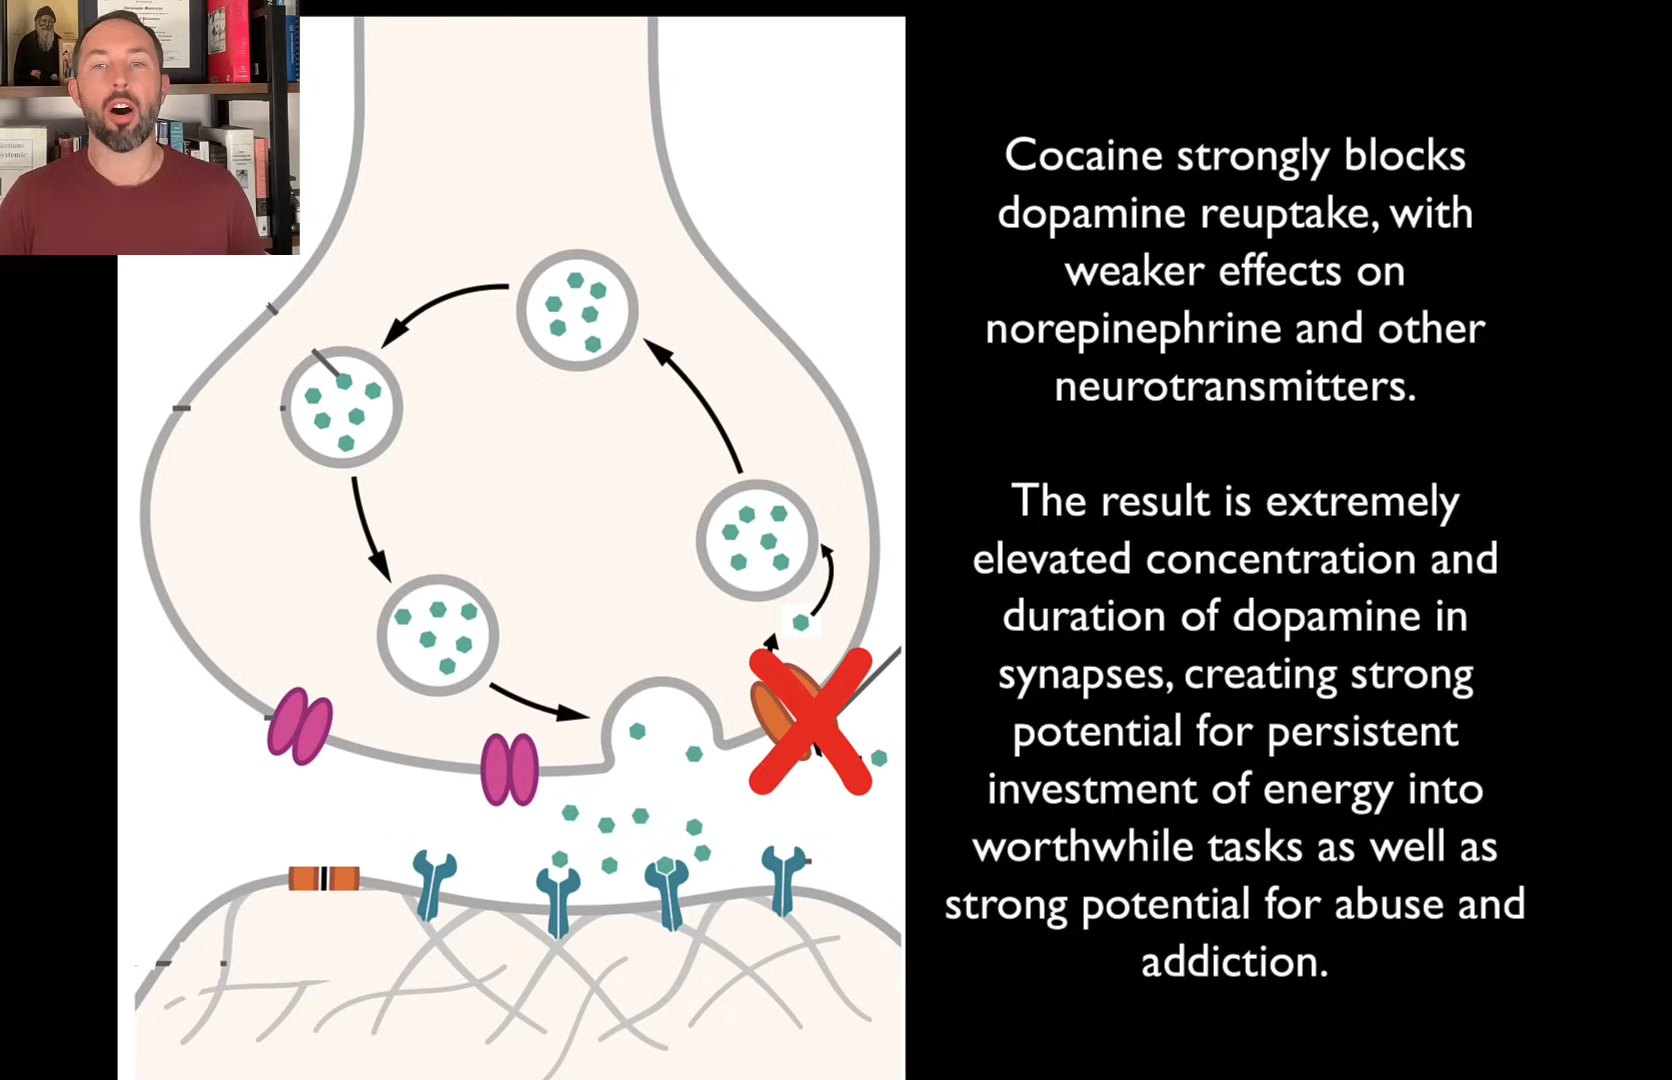 Cocaine strongly blocks
dopamine reuptake, with
weaker effects on
norepinephrine and other
neurotransmitters.
The result is extremely
elevated concentration and
duration of dopamine in
synapses, creating strong
potential for persistent
investment of energy into
worthwhile tasks as well as
strong potential for abuse and
addiction.